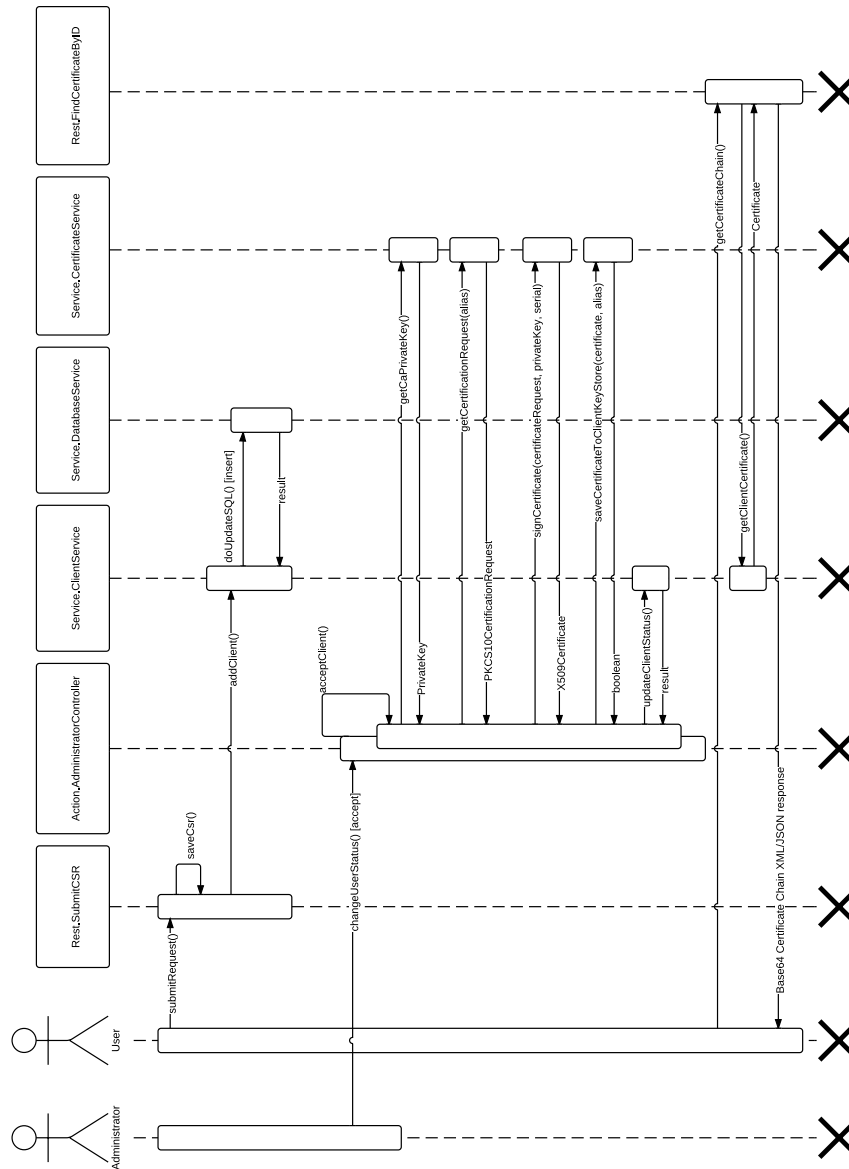 Administrator
User
Rest.SubmitCSR
Action.AdministratorController
Service.ClientService
Service.DatabaseService
Service.CertificateService
Rest.FindCertificateByID
submitRequest()
saveCsr()
addClient()
doUpdateSQL() [insert]
result
acceptClient()
changeUserStatus() [accept]
getCaPrivateKey()
PrivateKey
getCertificationRequest(alias)
PKCS10CertificationRequest
signCertificate(certificateRequest, privateKey, serial)
X509Certificate
saveCertificateToClientKeyStore(certificate, alias)
boolean
updateClientStatus()
result
getCertificateChain()
getClientCertificate()
Certificate
Base64 Certificate Chain XML/JSON response